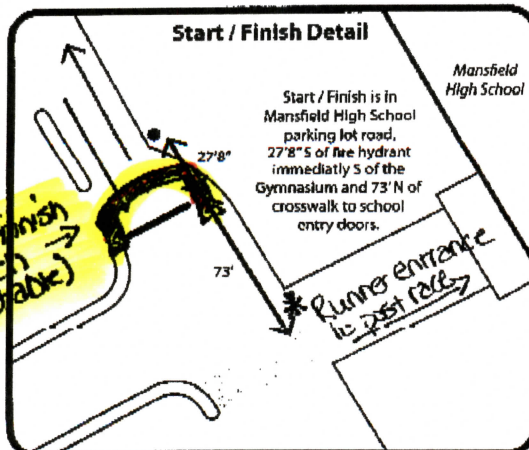 Start / Finish Detail
Mansfield
High School
Start / Finish is in
Mansfield High School
parking lot road,
27'8" S of fire hydrant
immediatly S of the
Gymnasium and 73' N of
crosswalk to school
entry doors.
27'8"
73'
Runner entrance
post race